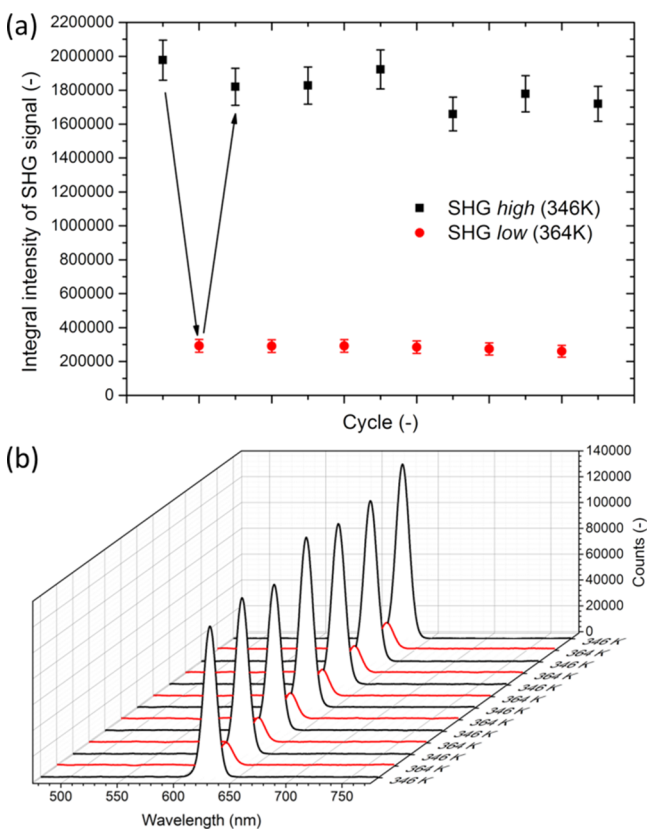 (a)
2200000
2000000
1800000
1600000
1400000
1200000
1000000
800000
600000
400000
200000
0
Integral intensity of SHG signal (-)
SHG high (346K)
SHG low (364K)
Cycle (-)
(b)
140000
120000
100000
80000
60000
40000
20000
0
Counts (-)
346 K
364 K
346 K
364 K
346 K
364 K
346 K
364 K
346 K
364 K
346 K
364 K
346 K
500 550 600 650 700 750
Wavelength (nm)